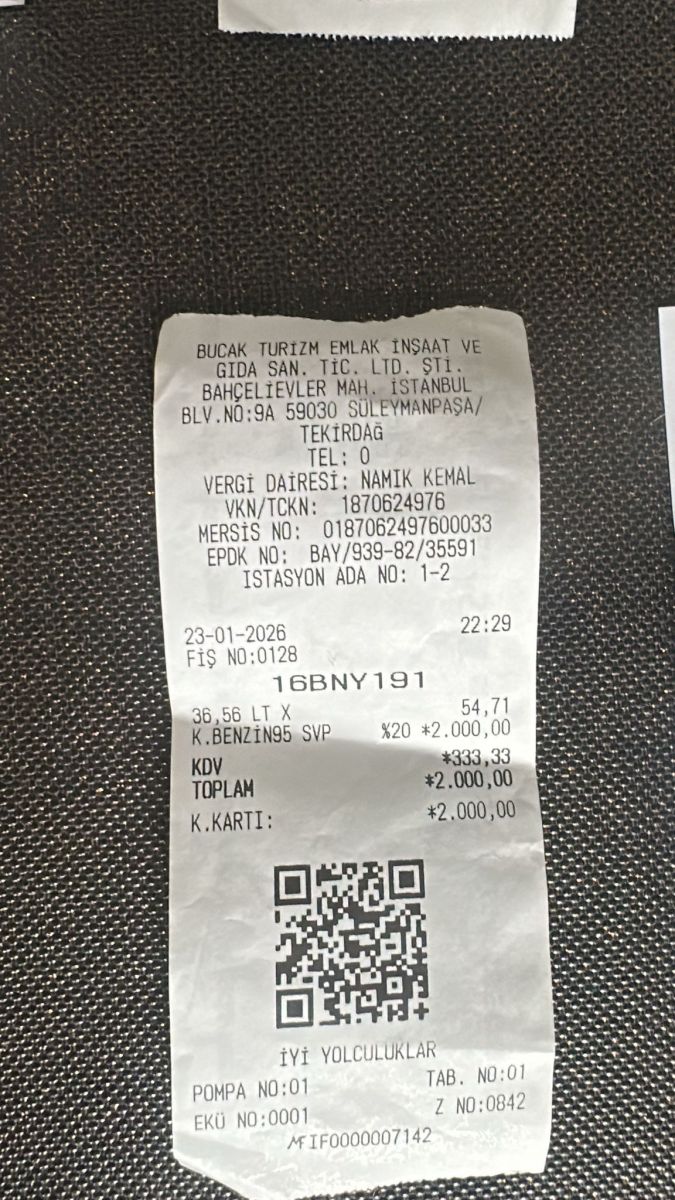 BUCAK TURİZM EMLAK İNŞAAT VE
GIDA SAN. TİC. LTD. ŞTİ.
BAHÇELİEVLER MAH. İSTANBUL
BLV.NO:9A 59030 SÜLEYMANPAŞA/
TEKİRDAĞ
TEL: 0
VERGİ DAİRESİ: NAMIK KEMAL
VKN/TCKN: 1870624976
MERSİS NO: 0187062497600033
EPDK NO: BAY/939-82/35591
ISTASYON ADA NO: 1-2
23-01-2026 22:29
FİŞ NO:0128
16BNY191
36,56 LT X 54,71
K.BENZİN95 SVP %20 *2.000,00
KDV *333,33
TOPLAM *2.000,00
K.KARTI: *2.000,00
İYİ YOLCULUKLAR
POMPA NO:01 TAB. NO:01
EKÜ NO:0001 Z NO:0842
MF IF0000007142